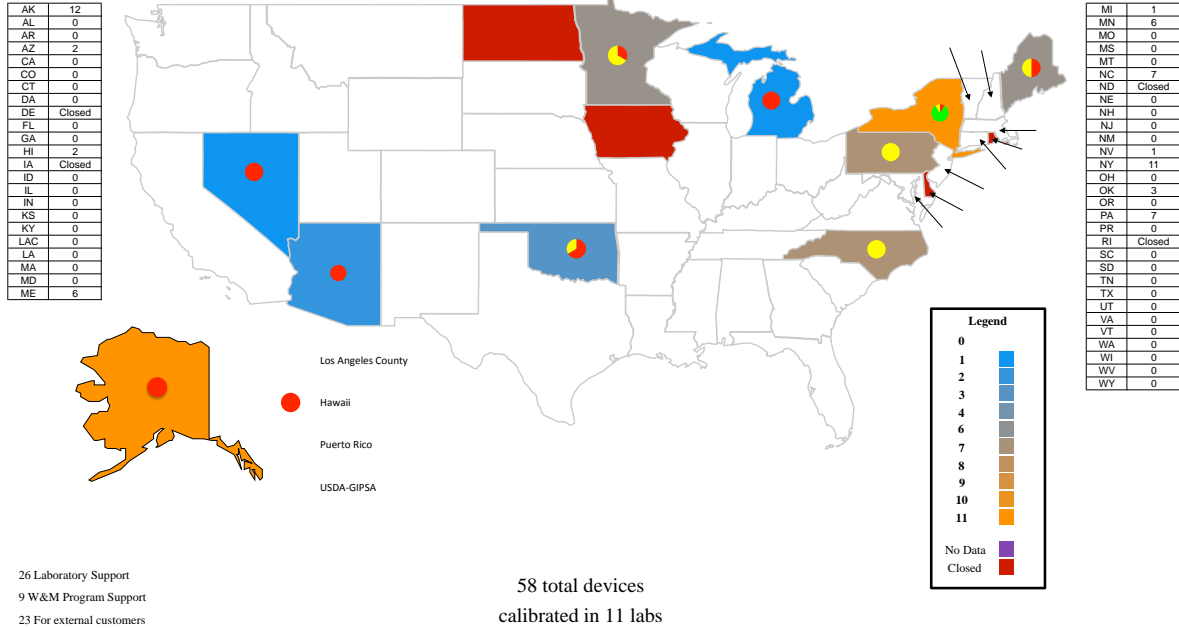 AK 12
AL 0
AR 0
AZ 2
CA 0
CO 0
CT 0
DA 0
DE Closed
FL 0
GA 0
HI 2
IA Closed
ID 0
IL 0
IN 0
KS 0
KY 0
LAC 0
LA 0
MA 0
MD 0
ME 6
MI 1
MN 6
MO 0
MS 0
MT 0
NC 7
ND Closed
NE 0
NH 0
NJ 0
NM 0
NV 1
NY 11
OH 0
OK 3
OR 0
PA 7
PR 0
RI Closed
SC 0
SD 0
TN 0
TX 0
UT 0
VA 0
VT 0
WA 0
WI 0
WV 0
WY 0
Los Angeles County
Hawaii
Puerto Rico
USDA-GIPSA
Legend
0
1
2
3
4
6
7
8
9
10
11
No Data
Closed
26 Laboratory Support
9 W&M Program Support
23 For external customers
58 total devices
calibrated in 11 labs